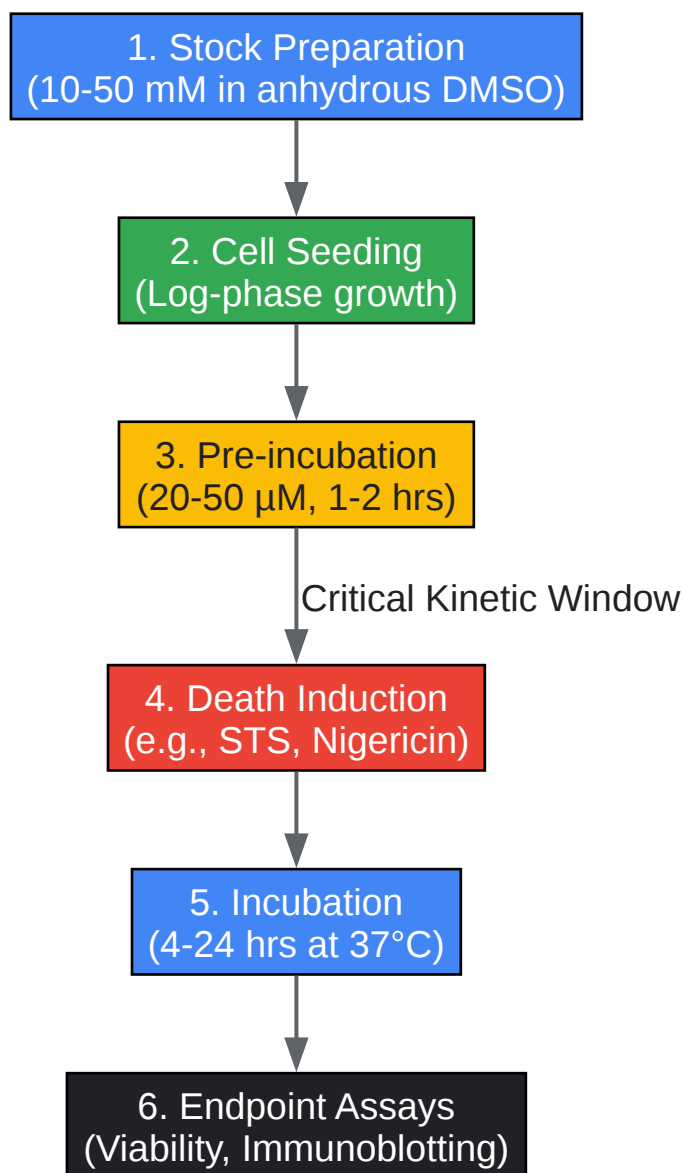 1. Stock Preparation
(10-50 mM in anhydrous DMSO)
2. Cell Seeding
(Log-phase growth)
3. Pre-incubation
(20-50 µM, 1-2 hrs)
Critical Kinetic Window
4. Death Induction
(e.g., STS, Nigericin)
5. Incubation
(4-24 hrs at 37°C)
6. Endpoint Assays
(Viability, Immunoblotting)